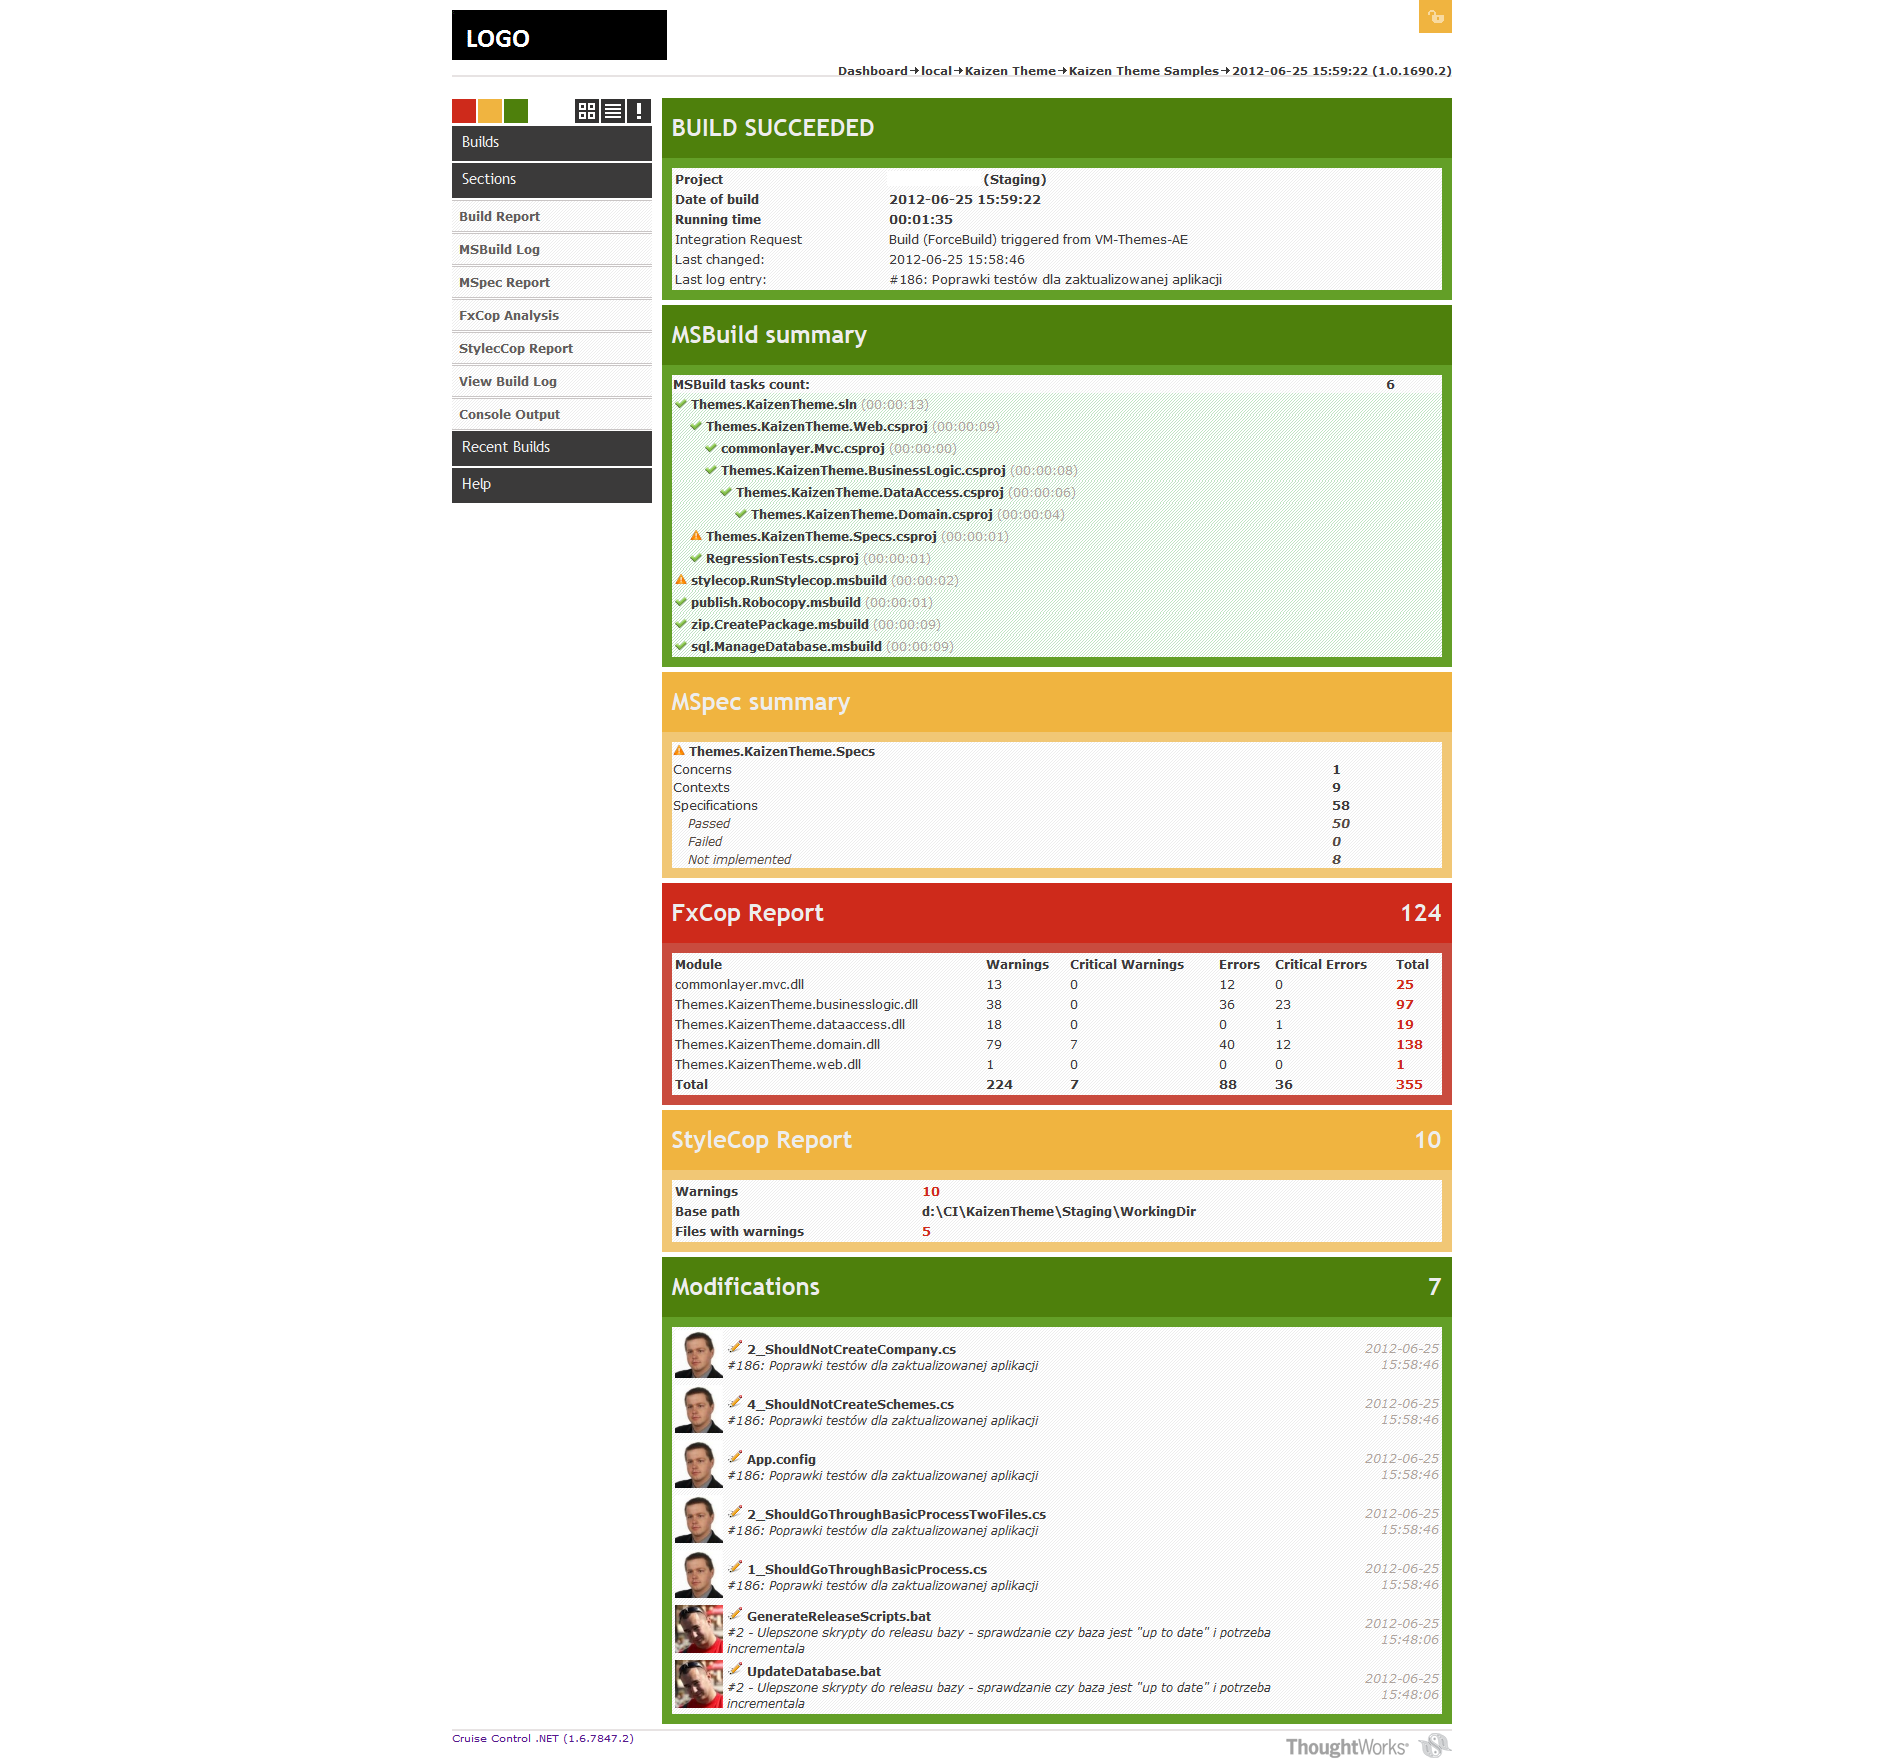 LOGO
Dashboard➔local➔Kaizen Theme➔Kaizen Theme Samples➔2012-06-25 15:59:22 (1.0.1690.2)
Builds
Sections
Build Report
MSBuild Log
MSpec Report
FxCop Analysis
StylecCop Report
View Build Log
Console Output
Recent Builds
Help
BUILD SUCCEEDED
Project (Staging)
Date of build 2012-06-25 15:59:22
Running time 00:01:35
Integration Request Build (ForceBuild) triggered from VM-Themes-AE
Last changed: 2012-06-25 15:58:46
Last log entry: #186: Poprawki testów dla zaktualizowanej aplikacji
MSBuild summary
MSBuild tasks count: 6
Themes.KaizenTheme.sln (00:00:13)
Themes.KaizenTheme.Web.csproj (00:00:09)
commonlayer.Mvc.csproj (00:00:00)
Themes.KaizenTheme.BusinessLogic.csproj (00:00:08)
Themes.KaizenTheme.DataAccess.csproj (00:00:06)
Themes.KaizenTheme.Domain.csproj (00:00:04)
Themes.KaizenTheme.Specs.csproj (00:00:01)
RegressionTests.csproj (00:00:01)
stylecop.RunStylecop.msbuild (00:00:02)
publish.Robocopy.msbuild (00:00:01)
zip.CreatePackage.msbuild (00:00:09)
sql.ManageDatabase.msbuild (00:00:09)
MSpec summary
Themes.KaizenTheme.Specs
Concerns 1
Contexts 9
Specifications 58
Passed 50
Failed 0
Not implemented 8
FxCop Report 124
Module Warnings Critical Warnings Errors Critical Errors Total
commonlayer.mvc.dll 13 0 12 0 25
Themes.KaizenTheme.businesslogic.dll 38 0 36 23 97
Themes.KaizenTheme.dataaccess.dll 18 0 0 1 19
Themes.KaizenTheme.domain.dll 79 7 40 12 138
Themes.KaizenTheme.web.dll 1 0 0 0 1
Total 224 7 88 36 355
StyleCop Report 10
Warnings 10
Base path d:\CI\KaizenTheme\Staging\WorkingDir
Files with warnings 5
Modifications 7
2_ShouldNotCreateCompany.cs 2012-06-25
#186: Poprawki testów dla zaktualizowanej aplikacji 15:58:46
4_ShouldNotCreateSchemes.cs 2012-06-25
#186: Poprawki testów dla zaktualizowanej aplikacji 15:58:46
App.config 2012-06-25
#186: Poprawki testów dla zaktualizowanej aplikacji 15:58:46
2_ShouldGoThroughBasicProcessTwoFiles.cs 2012-06-25
#186: Poprawki testów dla zaktualizowanej aplikacji 15:58:46
1_ShouldGoThroughBasicProcess.cs 2012-06-25
#186: Poprawki testów dla zaktualizowanej aplikacji 15:58:46
GenerateReleaseScripts.bat 2012-06-25
#2 - Ulepszone skrypty do releasu bazy - sprawdzanie czy baza jest "up to date" i potrzeba 15:48:06
incrementala
UpdateDatabase.bat 2012-06-25
#2 - Ulepszone skrypty do releasu bazy - sprawdzanie czy baza jest "up to date" i potrzeba 15:48:06
incrementala
Cruise Control .NET (1.6.7847.2)
ThoughtWorks®